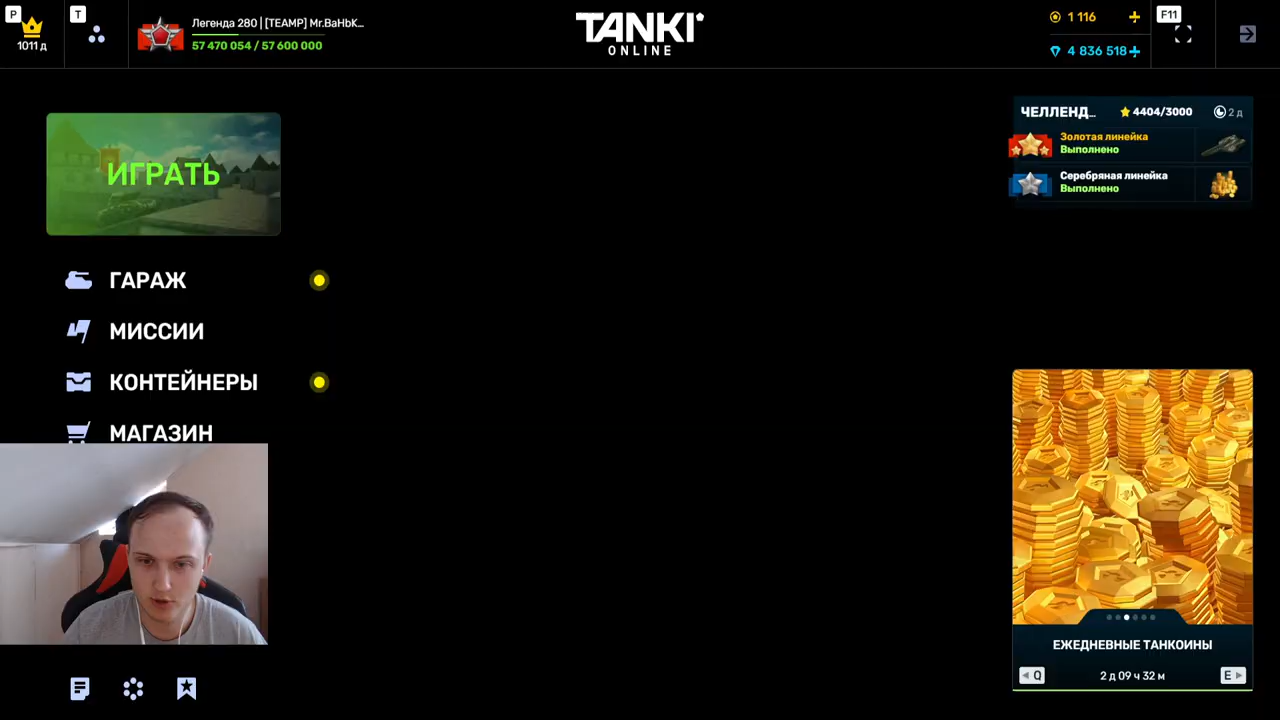 P
1011 д
T
Легенда 280 | [TEAMP] Mr.BaHbK...
57 470 054 / 57 600 000
TANKI
ONLINE
1 116
4 836 518
F11
ИГРАТЬ
ГАРАЖ
МИССИИ
КОНТЕЙНЕРЫ
МАГАЗИН
ЧЕЛЛЕНД...
4404/3000
2 д
Золотая линейка
Выполнено
Серебряная линейка
Выполнено
ЕЖЕДНЕВНЫЕ ТАНКОИНЫ
Q
2 д 09 ч 32 м
E